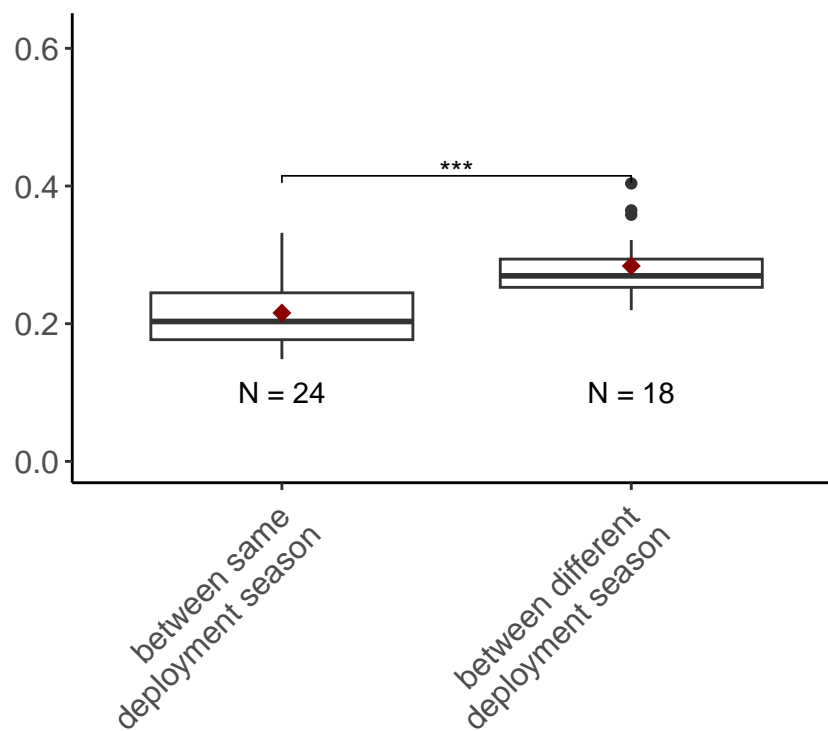 0.6
***
0.4
0.2
N = 24
N = 18
0.0
between same
deployment season
between different
deployment season